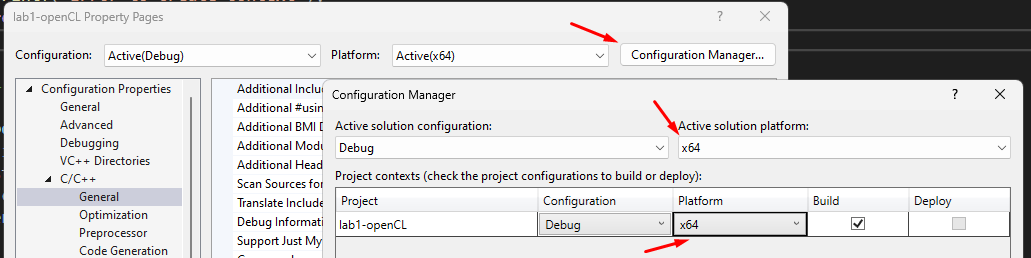 lab1-openCL Property Pages ? ×
Configuration: Active(Debug) Platform: Active(x64) Configuration Manager...
Configuration Properties
General
Advanced
Debugging
VC++ Directories
C/C++
General
Optimization
Preprocessor
Code Generation
Additional Inclu
Additional #usin
Additional BMI D
Additional Modu
Additional Head
Scan Sources for
Translate Include
Debug Informati
Support Just My
Configuration Manager ? ×
Active solution configuration: Active solution platform:
Debug x64
Project contexts (check the project configurations to build or deploy):
Project Configuration Platform Build Deploy
lab1-openCL Debug x64